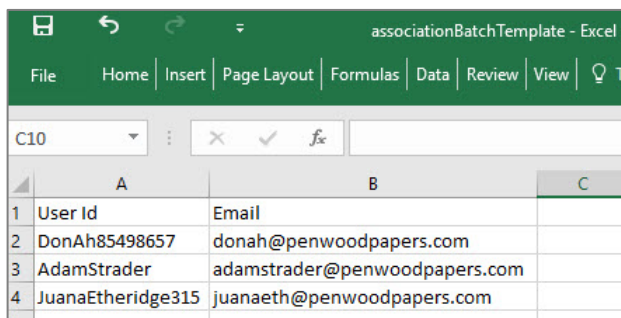 associationBatchTemplate - Excel
File Home Insert Page Layout Formulas Data Review View
C10 fx
A B C
1 User Id Email
2 DonAh85498657 donah@penwoodpapers.com
3 AdamStrader adamstrader@penwoodpapers.com
4 JuanaEtheridge315 juanaeth@penwoodpapers.com